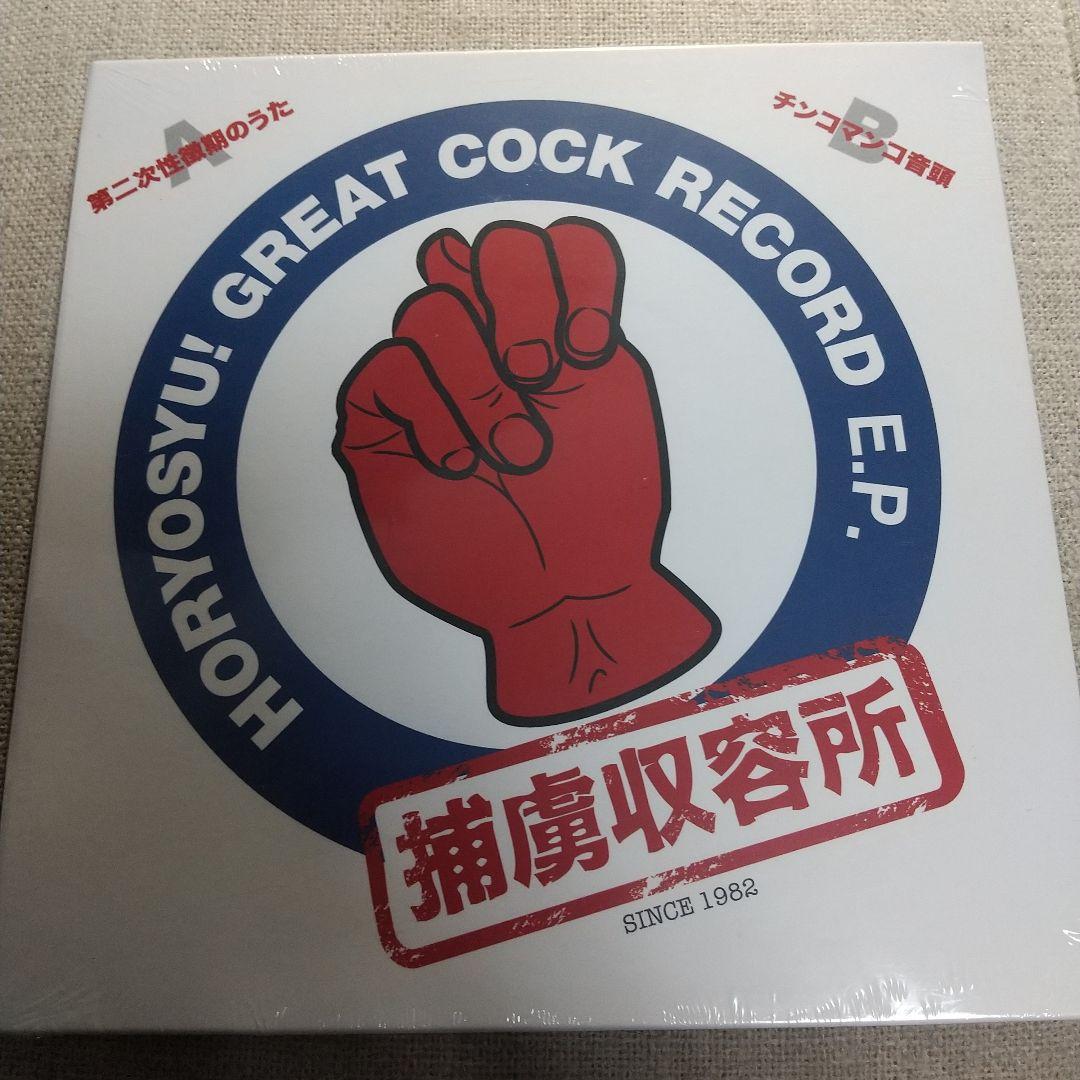 A
第二次性徴期のうた
B
チンコマンコ音頭
HORYOSYU! GREAT COCK RECORD E.P.
捕虜収容所
SINCE 1982